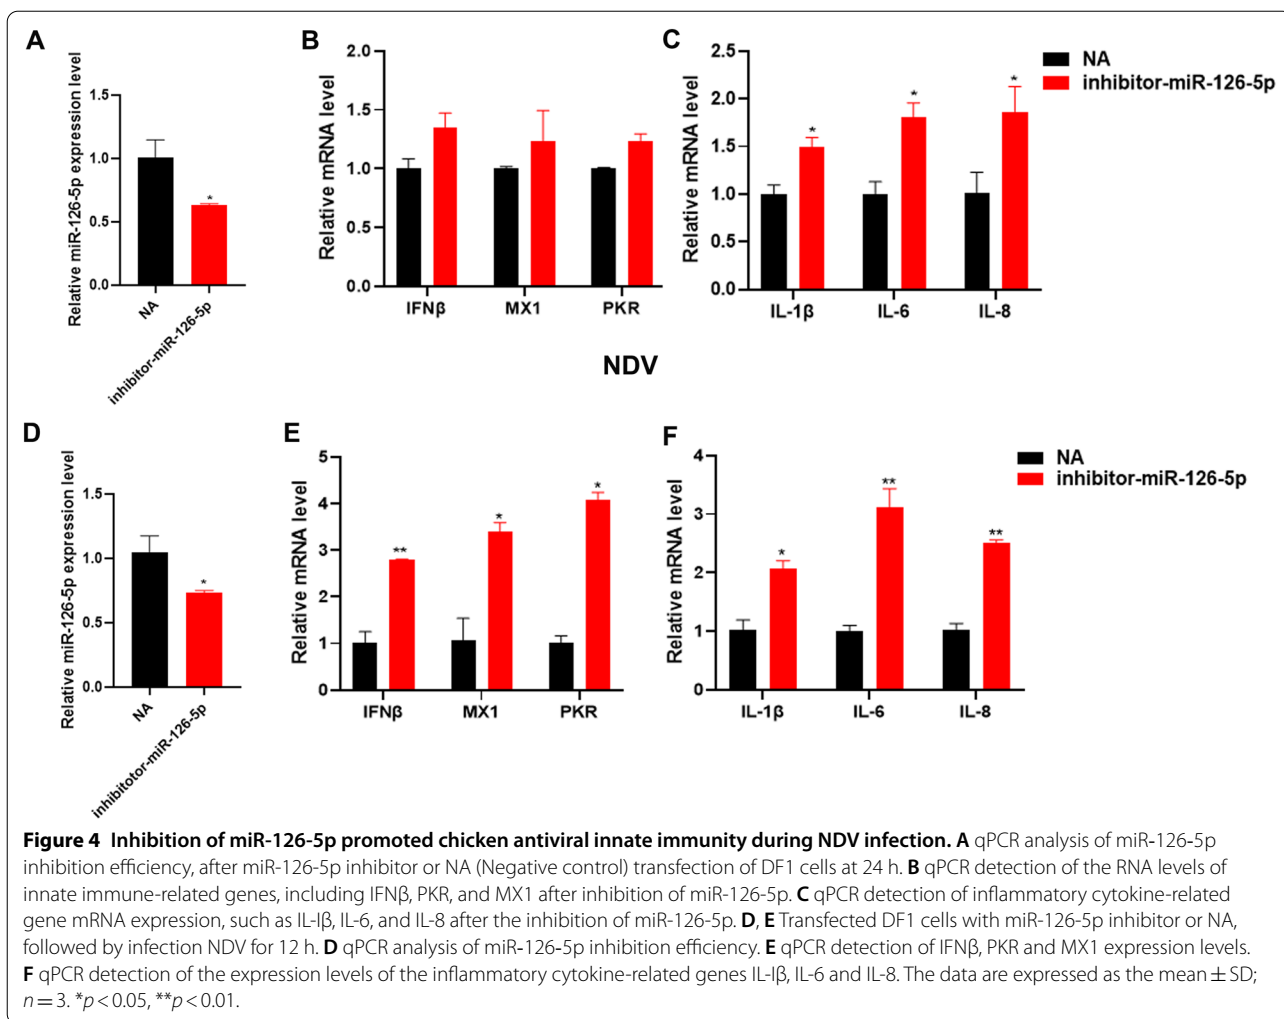 A
Relative miR-126-5p expression level
1.5
1.0
0.5
0.0
NA
inhibitor-miR-126-5p
*
B
Relative mRNA level
2.0
1.5
1.0
0.5
0.0
IFNβ
MX1
PKR
C
Relative mRNA level
2.5
2.0
1.5
1.0
0.5
0.0
*
*
*
IL-1β
IL-6
IL-8
NA
inhibitor-miR-126-5p
NDV
D
Relative miR-126-5p expression level
1.5
1.0
0.5
0.0
*
NA
inhibitotor-miR-126-5p
E
Relative mRNA level
5
4
3
2
1
0
**
*
*
IFNβ
MX1
PKR
F
Relative mRNA level
4
3
2
1
0
*
**
**
IL-1β
IL-6
IL-8
NA
inhibitor-miR-126-5p
Figure 4 Inhibition of miR-126-5p promoted chicken antiviral innate immunity during NDV infection. A qPCR analysis of miR-126-5p
inhibition efficiency, after miR-126-5p inhibitor or NA (Negative control) transfection of DF1 cells at 24 h. B qPCR detection of the RNA levels of
innate immune-related genes, including IFNβ, PKR, and MX1 after inhibition of miR-126-5p. C qPCR detection of inflammatory cytokine-related
gene mRNA expression, such as IL-Iβ, IL-6, and IL-8 after the inhibition of miR-126-5p. D, E Transfected DF1 cells with miR-126-5p inhibitor or NA,
followed by infection NDV for 12 h. D qPCR analysis of miR-126-5p inhibition efficiency. E qPCR detection of IFNβ, PKR and MX1 expression levels.
F qPCR detection of the expression levels of the inflammatory cytokine-related genes IL-Iβ, IL-6 and IL-8. The data are expressed as the mean ± SD;
n = 3. *p < 0.05, **p < 0.01.